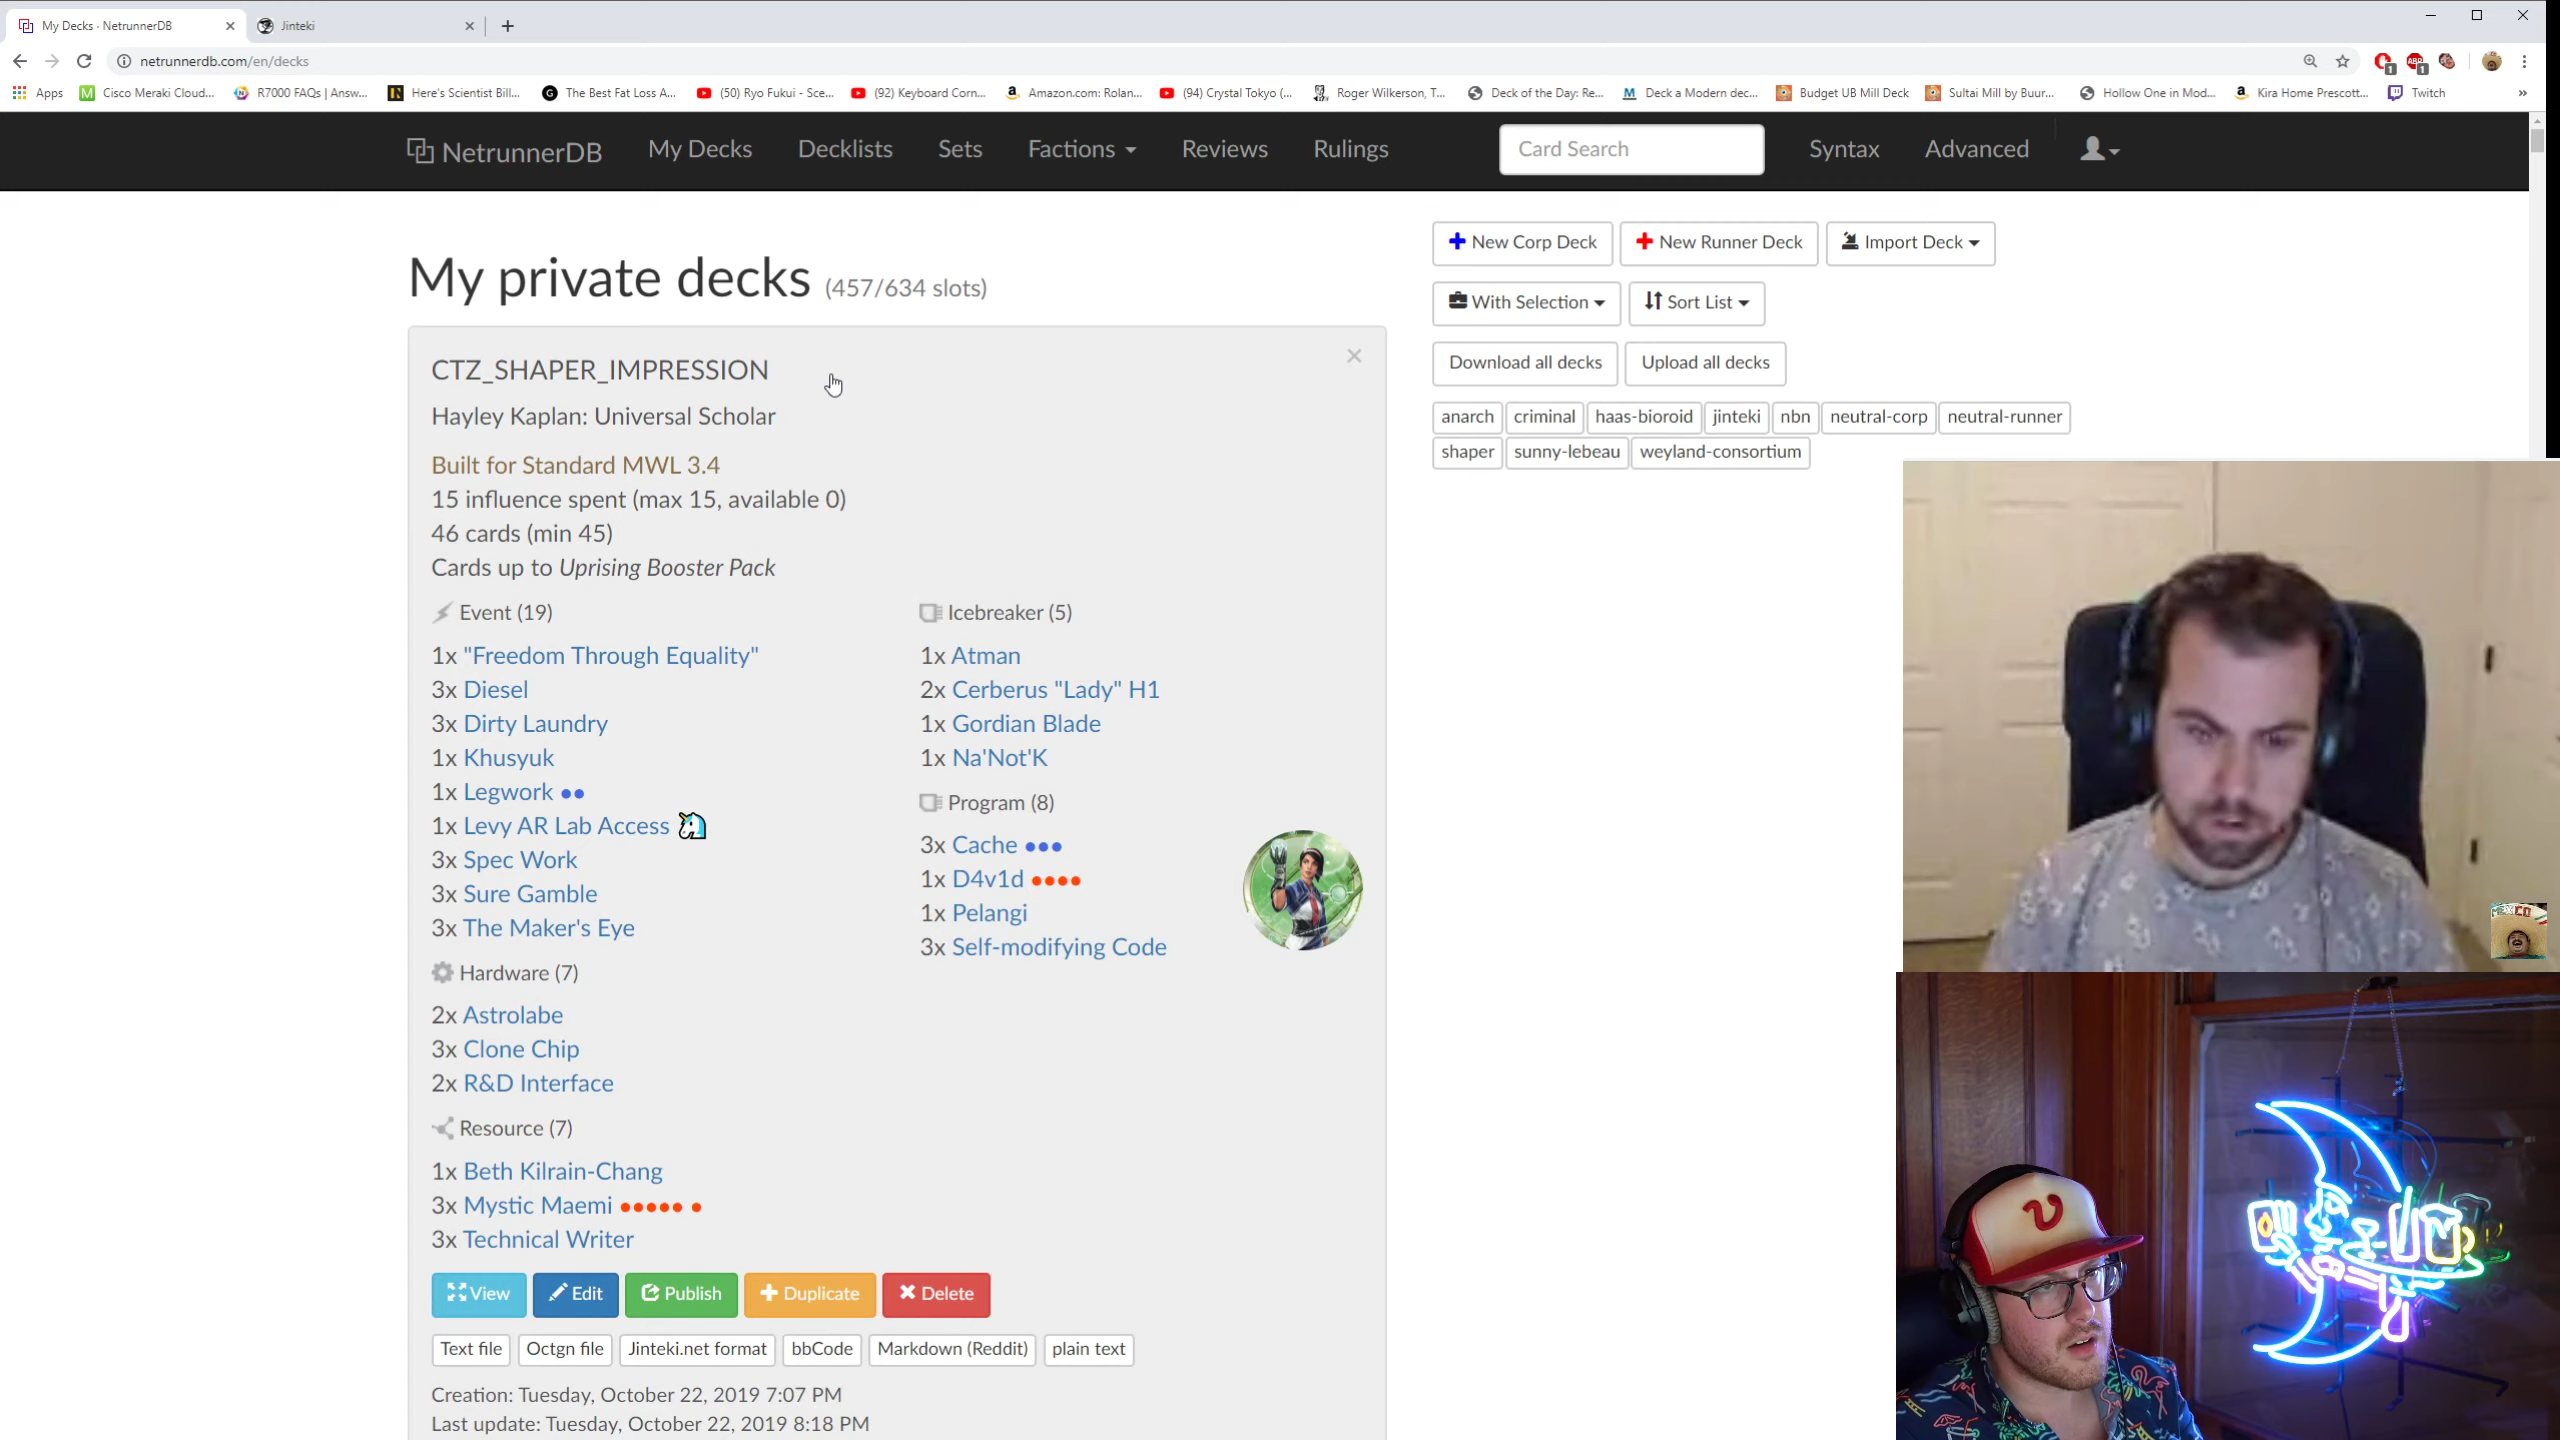 My Decks · NetrunnerDB
Jinteki
netrunnerdb.com/en/decks
Apps
Cisco Meraki Cloud...
R7000 FAQs | Answ...
Here's Scientist Bill...
The Best Fat Loss A...
(50) Ryo Fukui - Sce...
(92) Keyboard Corn...
Amazon.com: Rolan...
(94) Crystal Tokyo (...
Roger Wilkerson, T...
Deck of the Day: Re...
Deck a Modern dec...
Budget UB Mill Deck
Sultai Mill by Buur...
Hollow One in Mod...
Kira Home Prescott...
Twitch
NetrunnerDB
My Decks
Decklists
Sets
Factions
Reviews
Rulings
Card Search
Syntax
Advanced
My private decks (457/634 slots)
New Corp Deck
New Runner Deck
Import Deck
With Selection
Sort List
Download all decks
Upload all decks
anarch criminal haas-bioroid jinteki nbn neutral-corp neutral-runner
shaper sunny-lebeau weyland-consortium
CTZ_SHAPER_IMPRESSION
Hayley Kaplan: Universal Scholar
Built for Standard MWL 3.4
15 influence spent (max 15, available 0)
46 cards (min 45)
Cards up to Uprising Booster Pack
Event (19)
1x "Freedom Through Equality"
3x Diesel
3x Dirty Laundry
1x Khusyuk
1x Legwork ●●
1x Levy AR Lab Access 🦄
3x Spec Work
3x Sure Gamble
3x The Maker's Eye
Hardware (7)
2x Astrolabe
3x Clone Chip
2x R&D Interface
Resource (7)
1x Beth Kilrain-Chang
3x Mystic Maemi ●●●●● ●
3x Technical Writer
Icebreaker (5)
1x Atman
2x Cerberus "Lady" H1
1x Gordian Blade
1x Na'Not'K
Program (8)
3x Cache ●●●
1x D4v1d ●●●●
1x Pelangi
3x Self-modifying Code
View
Edit
Publish
Duplicate
Delete
Text file
Octgn file
Jinteki.net format
bbCode
Markdown (Reddit)
plain text
Creation: Tuesday, October 22, 2019 7:07 PM
Last update: Tuesday, October 22, 2019 8:18 PM